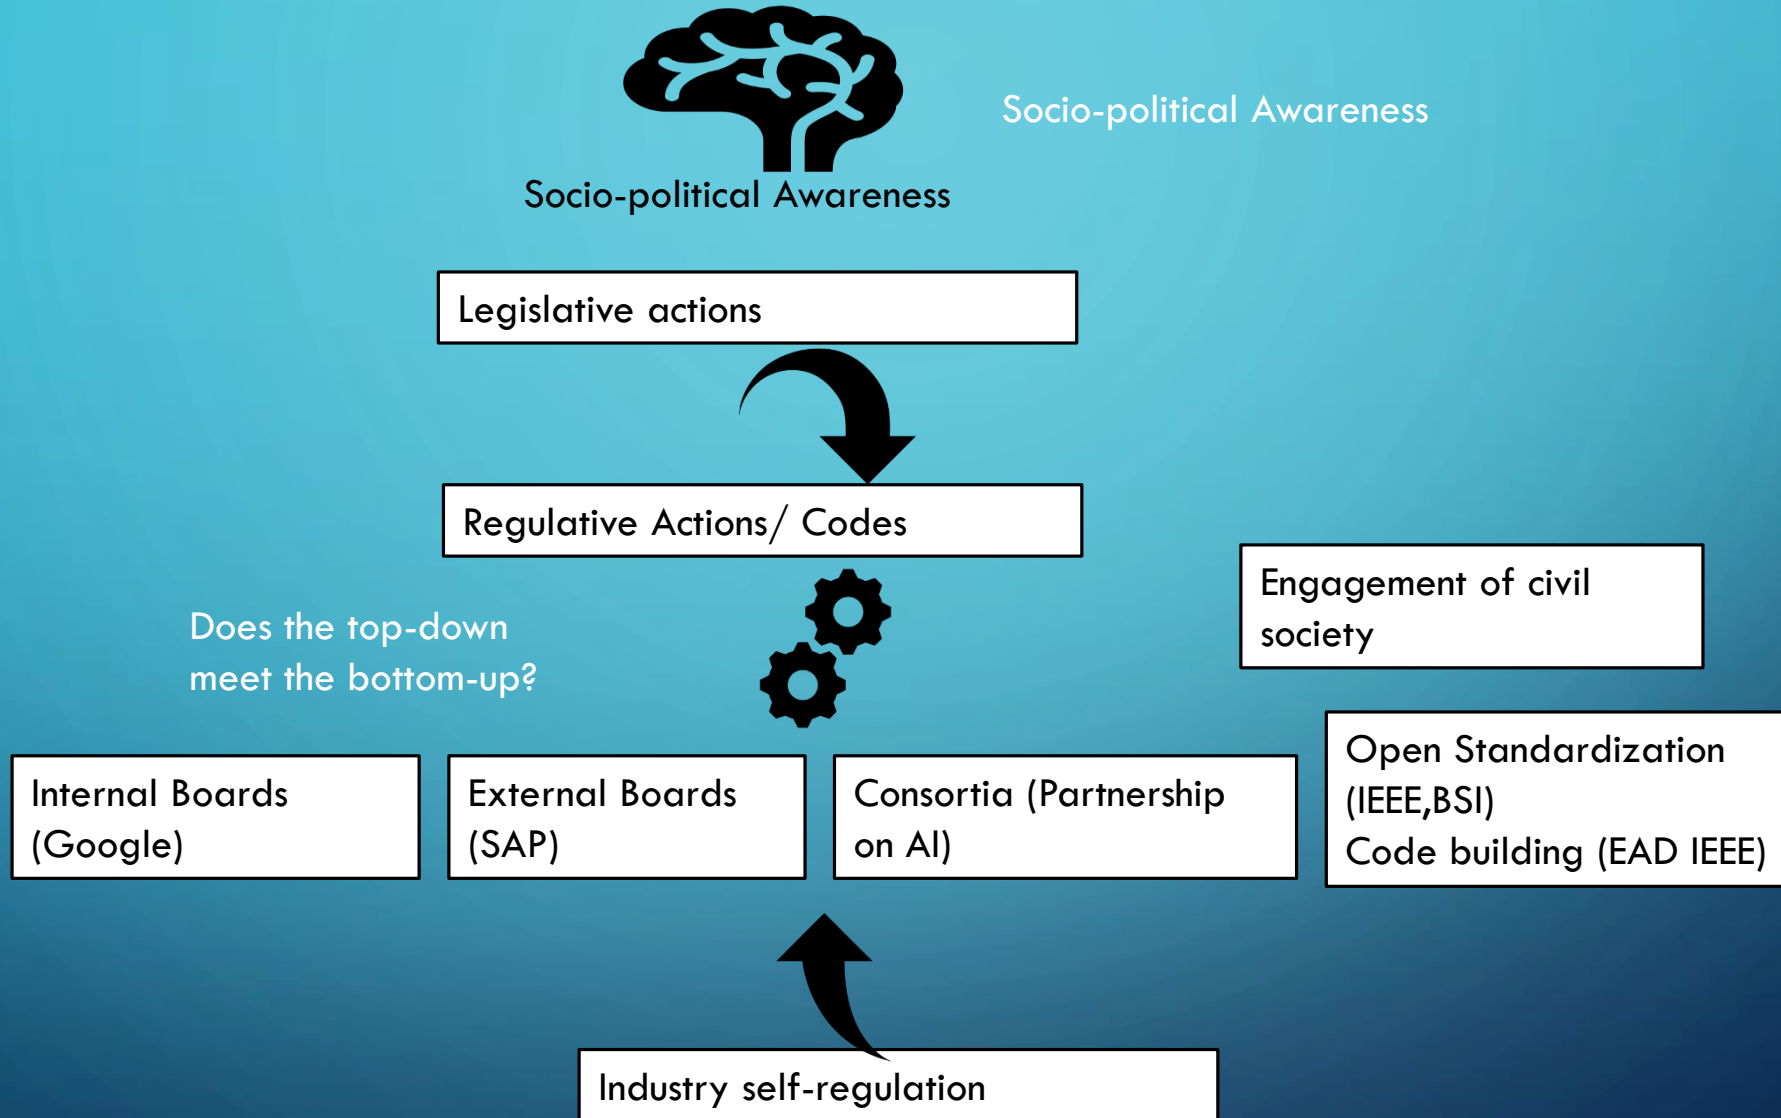 Socio-political Awareness
Socio-political Awareness
Legislative actions
Regulative Actions/ Codes
Engagement of civil
society
Does the top-down
meet the bottom-up?
Internal Boards
(Google)
External Boards
(SAP)
Consortia (Partnership
on AI)
Open Standardization
(IEEE,BSI)
Code building (EAD IEEE)
Industry self-regulation